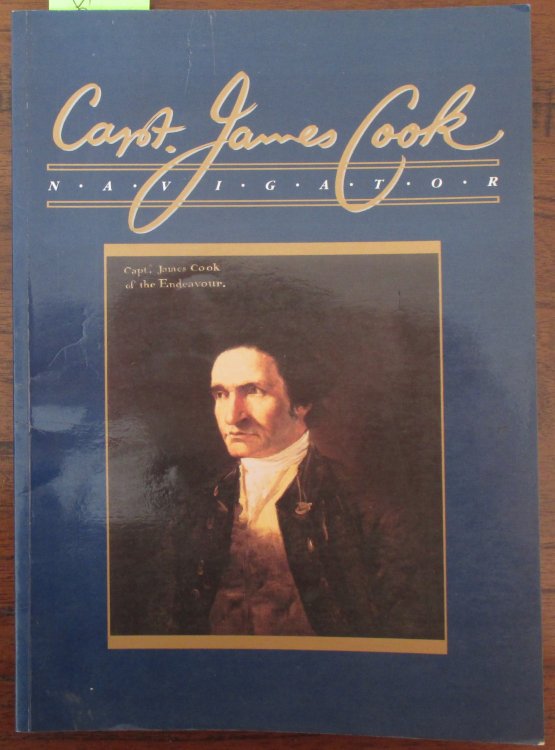 Capt. James Cook
N·A·V·I·G·A·T·O·R
Capt. James Cook
of the Endeavour.